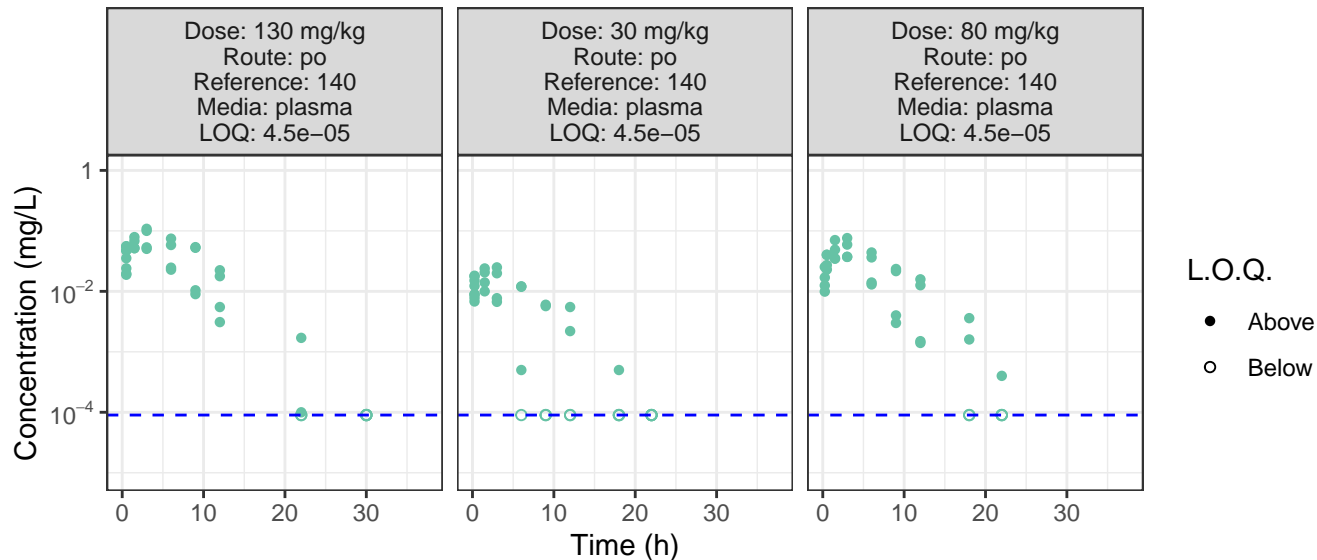 Dose: 130 mg/kg
Route: po
Reference: 140
Media: plasma
LOQ: 4.5e−05
Dose: 30 mg/kg
Route: po
Reference: 140
Media: plasma
LOQ: 4.5e−05
Dose: 80 mg/kg
Route: po
Reference: 140
Media: plasma
LOQ: 4.5e−05
Concentration (mg/L)
1
10⁻²
10⁻⁴
0 10 20 30
0 10 20 30
0 10 20 30
Time (h)
L.O.Q.
Above
Below